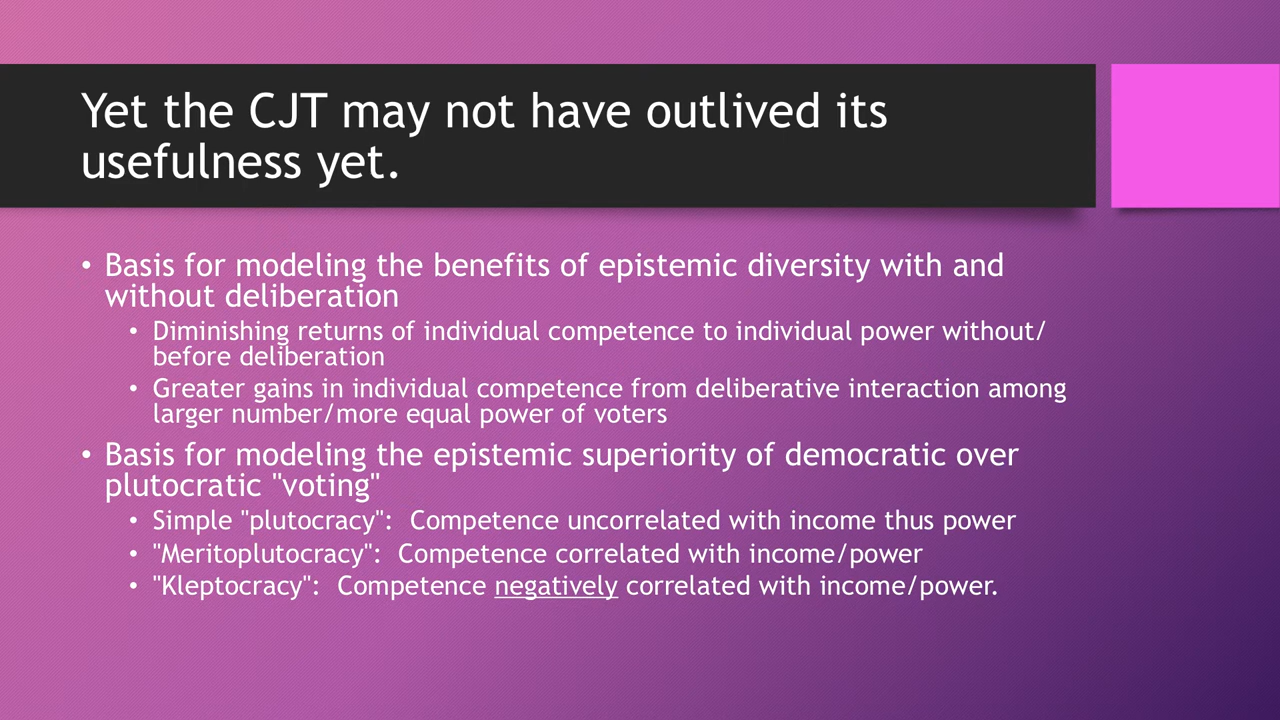 Yet the CJT may not have outlived its
usefulness yet.
• Basis for modeling the benefits of epistemic diversity with and
without deliberation
• Diminishing returns of individual competence to individual power without/
before deliberation
• Greater gains in individual competence from deliberative interaction among
larger number/more equal power of voters
• Basis for modeling the epistemic superiority of democratic over
plutocratic "voting"
• Simple "plutocracy":  Competence uncorrelated with income thus power
• "Meritoplutocracy":  Competence correlated with income/power
• "Kleptocracy":  Competence negatively correlated with income/power.